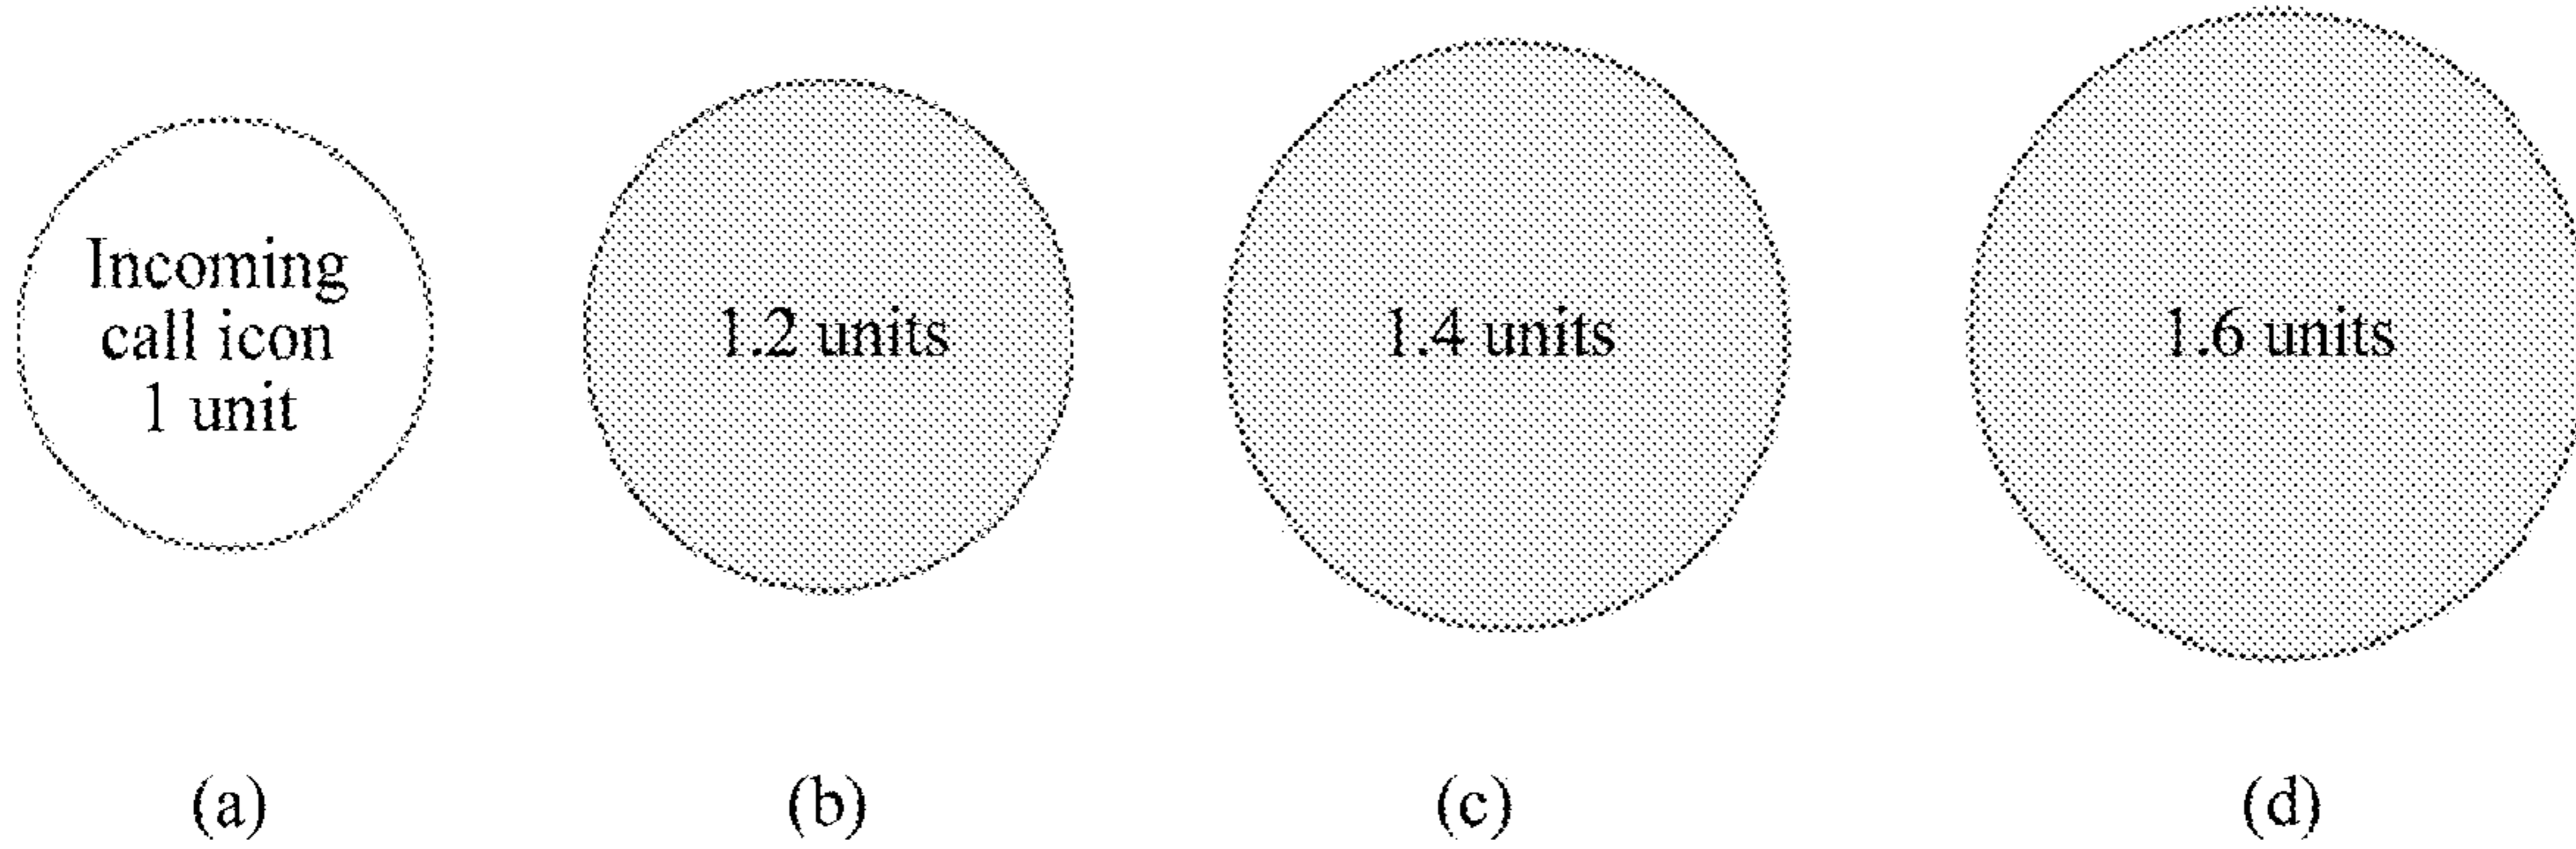 Incoming
call icon
1 unit
1.2 units
1.4 units
1.6 units
(a)
(b)
(c)
(d)